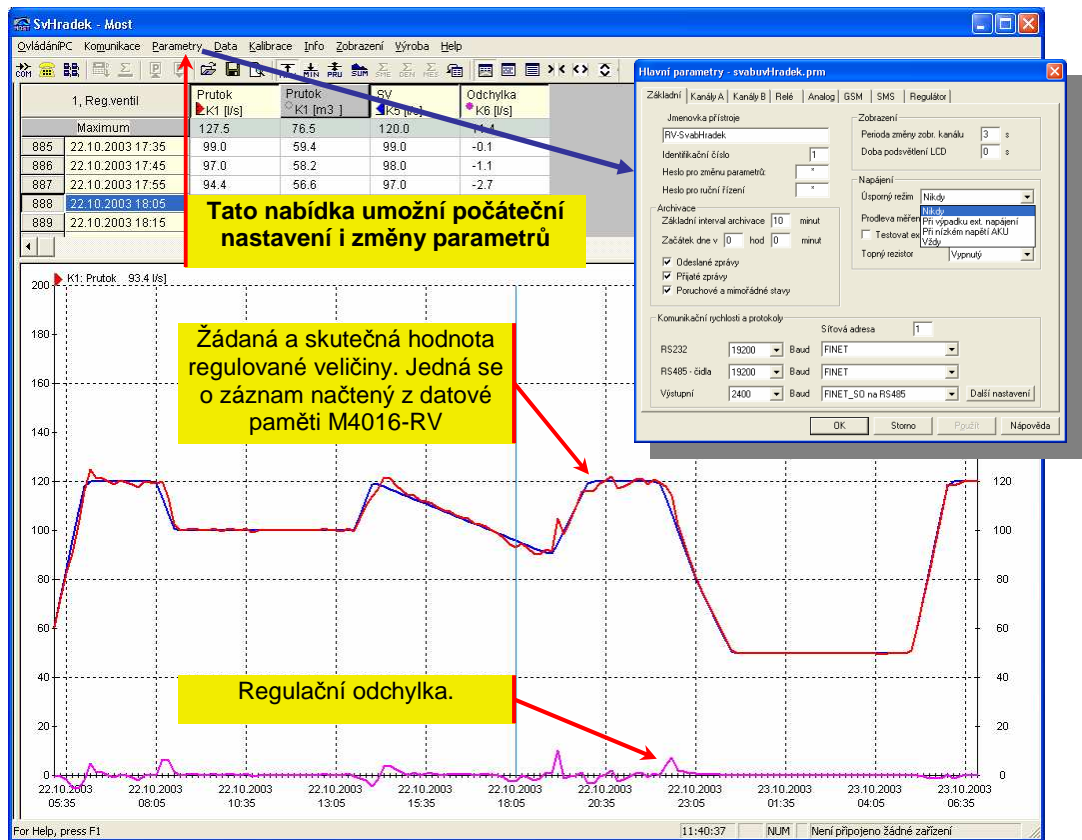 SvHradek - Most
OvládáníPC Komunikace Parametry Data Kalibrace Info Zobrazení Výroba Help
1, Reg.ventil Prutok K1 [l/s] Prutok K1 [m3 ] SV K5 [l/s] Odchylka K6 [l/s]
Maximum 127.5 76.5 120.0 11.4
885 22.10.2003 17:35 99.0 59.4 99.0 -0.1
886 22.10.2003 17:45 97.0 58.2 98.0 -1.1
887 22.10.2003 17:55 94.4 56.6 97.0 -2.7
888 22.10.2003 18:05
889 22.10.2003 18:15
Tato nabídka umožní počáteční
nastavení i změny parametrů
Hlavní parametry - svabuvHradek.prm
Základní Kanály A Kanály B Relé Analog GSM SMS Regulátor
Jmenovka přístroje
RV-SvabHradek
Identifikační číslo 1
Heslo pro změnu parametrů: *
Heslo pro ruční řízení *
Archivace
Základní interval archivace 10 minut
Začátek dne v 0 hod 0 minut
Odeslané zprávy
Přijaté zprávy
Poruchové a mimořádné stavy
Zobrazení
Perioda změny zobr. kanálu 3 s
Doba podsvětlení LCD 0 s
Napájení
Úsporný režim Nikdy
Nikdy
Při výpadku ext. napájení
Při nízkém napětí AKU
Vždy
Prodleva měřen
Testovat ex
Topný rezistor Vypnutý
Komunikační rychlosti a protokoly
Síťová adresa 1
RS232 19200 Baud FINET
RS485 - čidla 19200 Baud FINET
Výstupní 2400 Baud FINET_SO na RS485 Další nastavení
OK Storno Použít Nápověda
K1: Prutok 93.4 l/s]
Žádaná a skutečná hodnota
regulované veličiny. Jedná se
o záznam načtený z datové
paměti M4016-RV
Regulační odchylka.
200
180
160
140
120 120
100 100
80 80
60 60
40 40
20 20
0 0
22.10.2003 22.10.2003 22.10.2003 22.10.2003 22.10.2003 22.10.2003 22.10.2003 22.10.2003 23.10.2003 23.10.2003 23.10.2003
05:35 08:05 10:35 13:05 15:35 18:05 20:35 23:05 01:35 04:05 06:35
For Help, press F1 11:40:37 NUM Není připojeno žádné zařízení